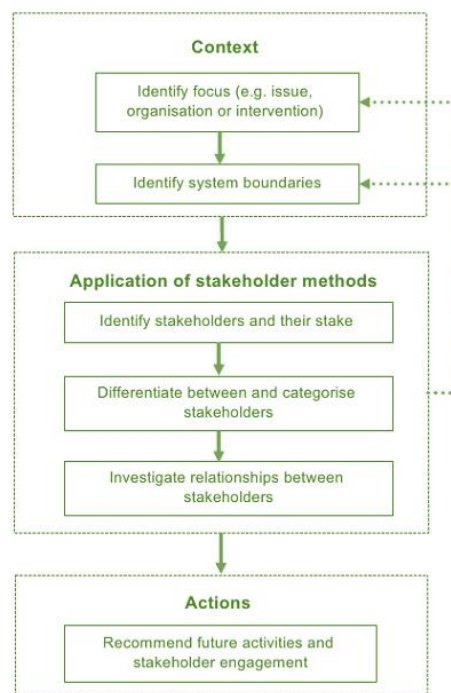 Context
Identify focus (e.g. issue,
organisation or intervention)
Identify system boundaries
Application of stakeholder methods
Identify stakeholders and their stake
Differentiate between and categorise
stakeholders
Investigate relationships between
stakeholders
Actions
Recommend future activities and
stakeholder engagement